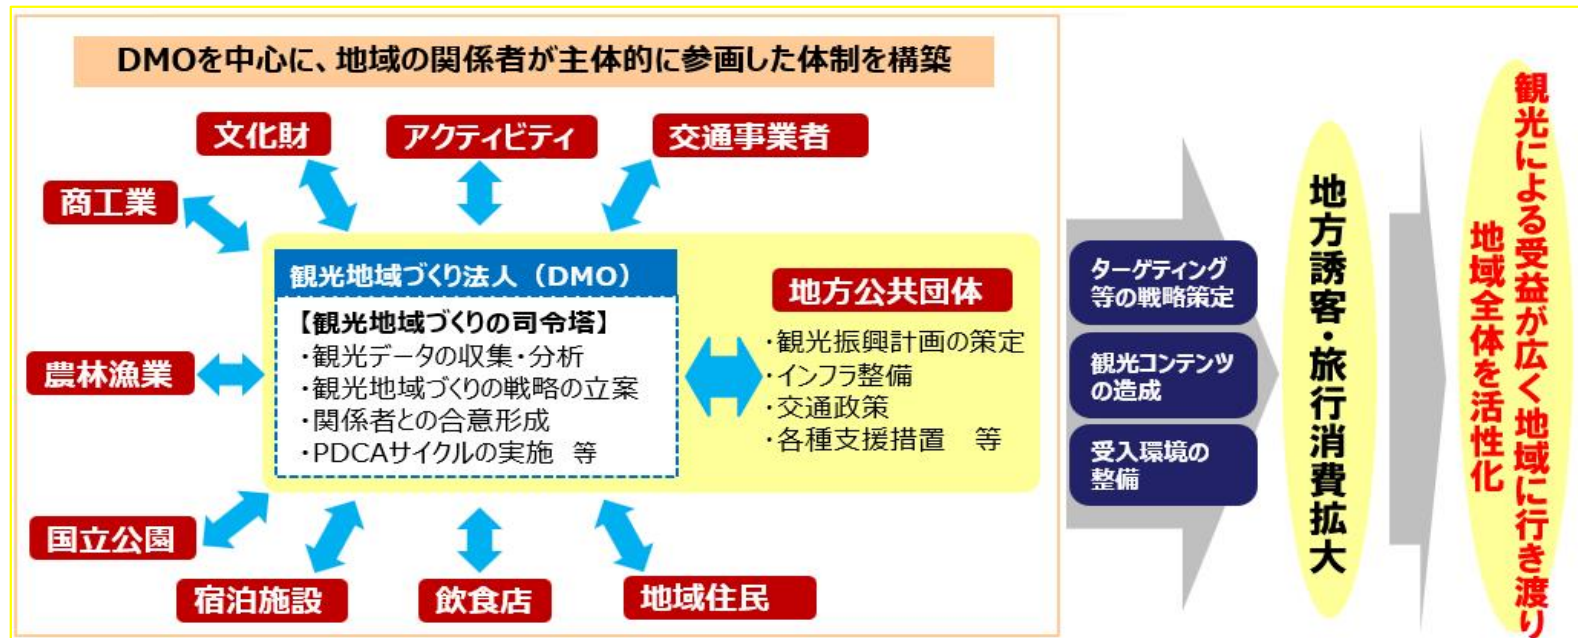 DMOを中心に、地域の関係者が主体的に参画した体制を構築
文化財
アクティビティ
交通事業者
商工業
農林漁業
国立公園
宿泊施設
飲食店
地域住民
観光地域づくり法人（DMO）
【観光地域づくりの司令塔】
・観光データの収集・分析
・観光地域づくりの戦略の立案
・関係者との合意形成
・PDCAサイクルの実施　等
地方公共団体
・観光振興計画の策定
・インフラ整備
・交通政策
・各種支援措置　等
ターゲティング
等の戦略策定
観光コンテンツ
の造成
受入環境の
整備
地方誘客・旅行消費拡大
観光による受益が広く地域に行き渡り
地域全体を活性化